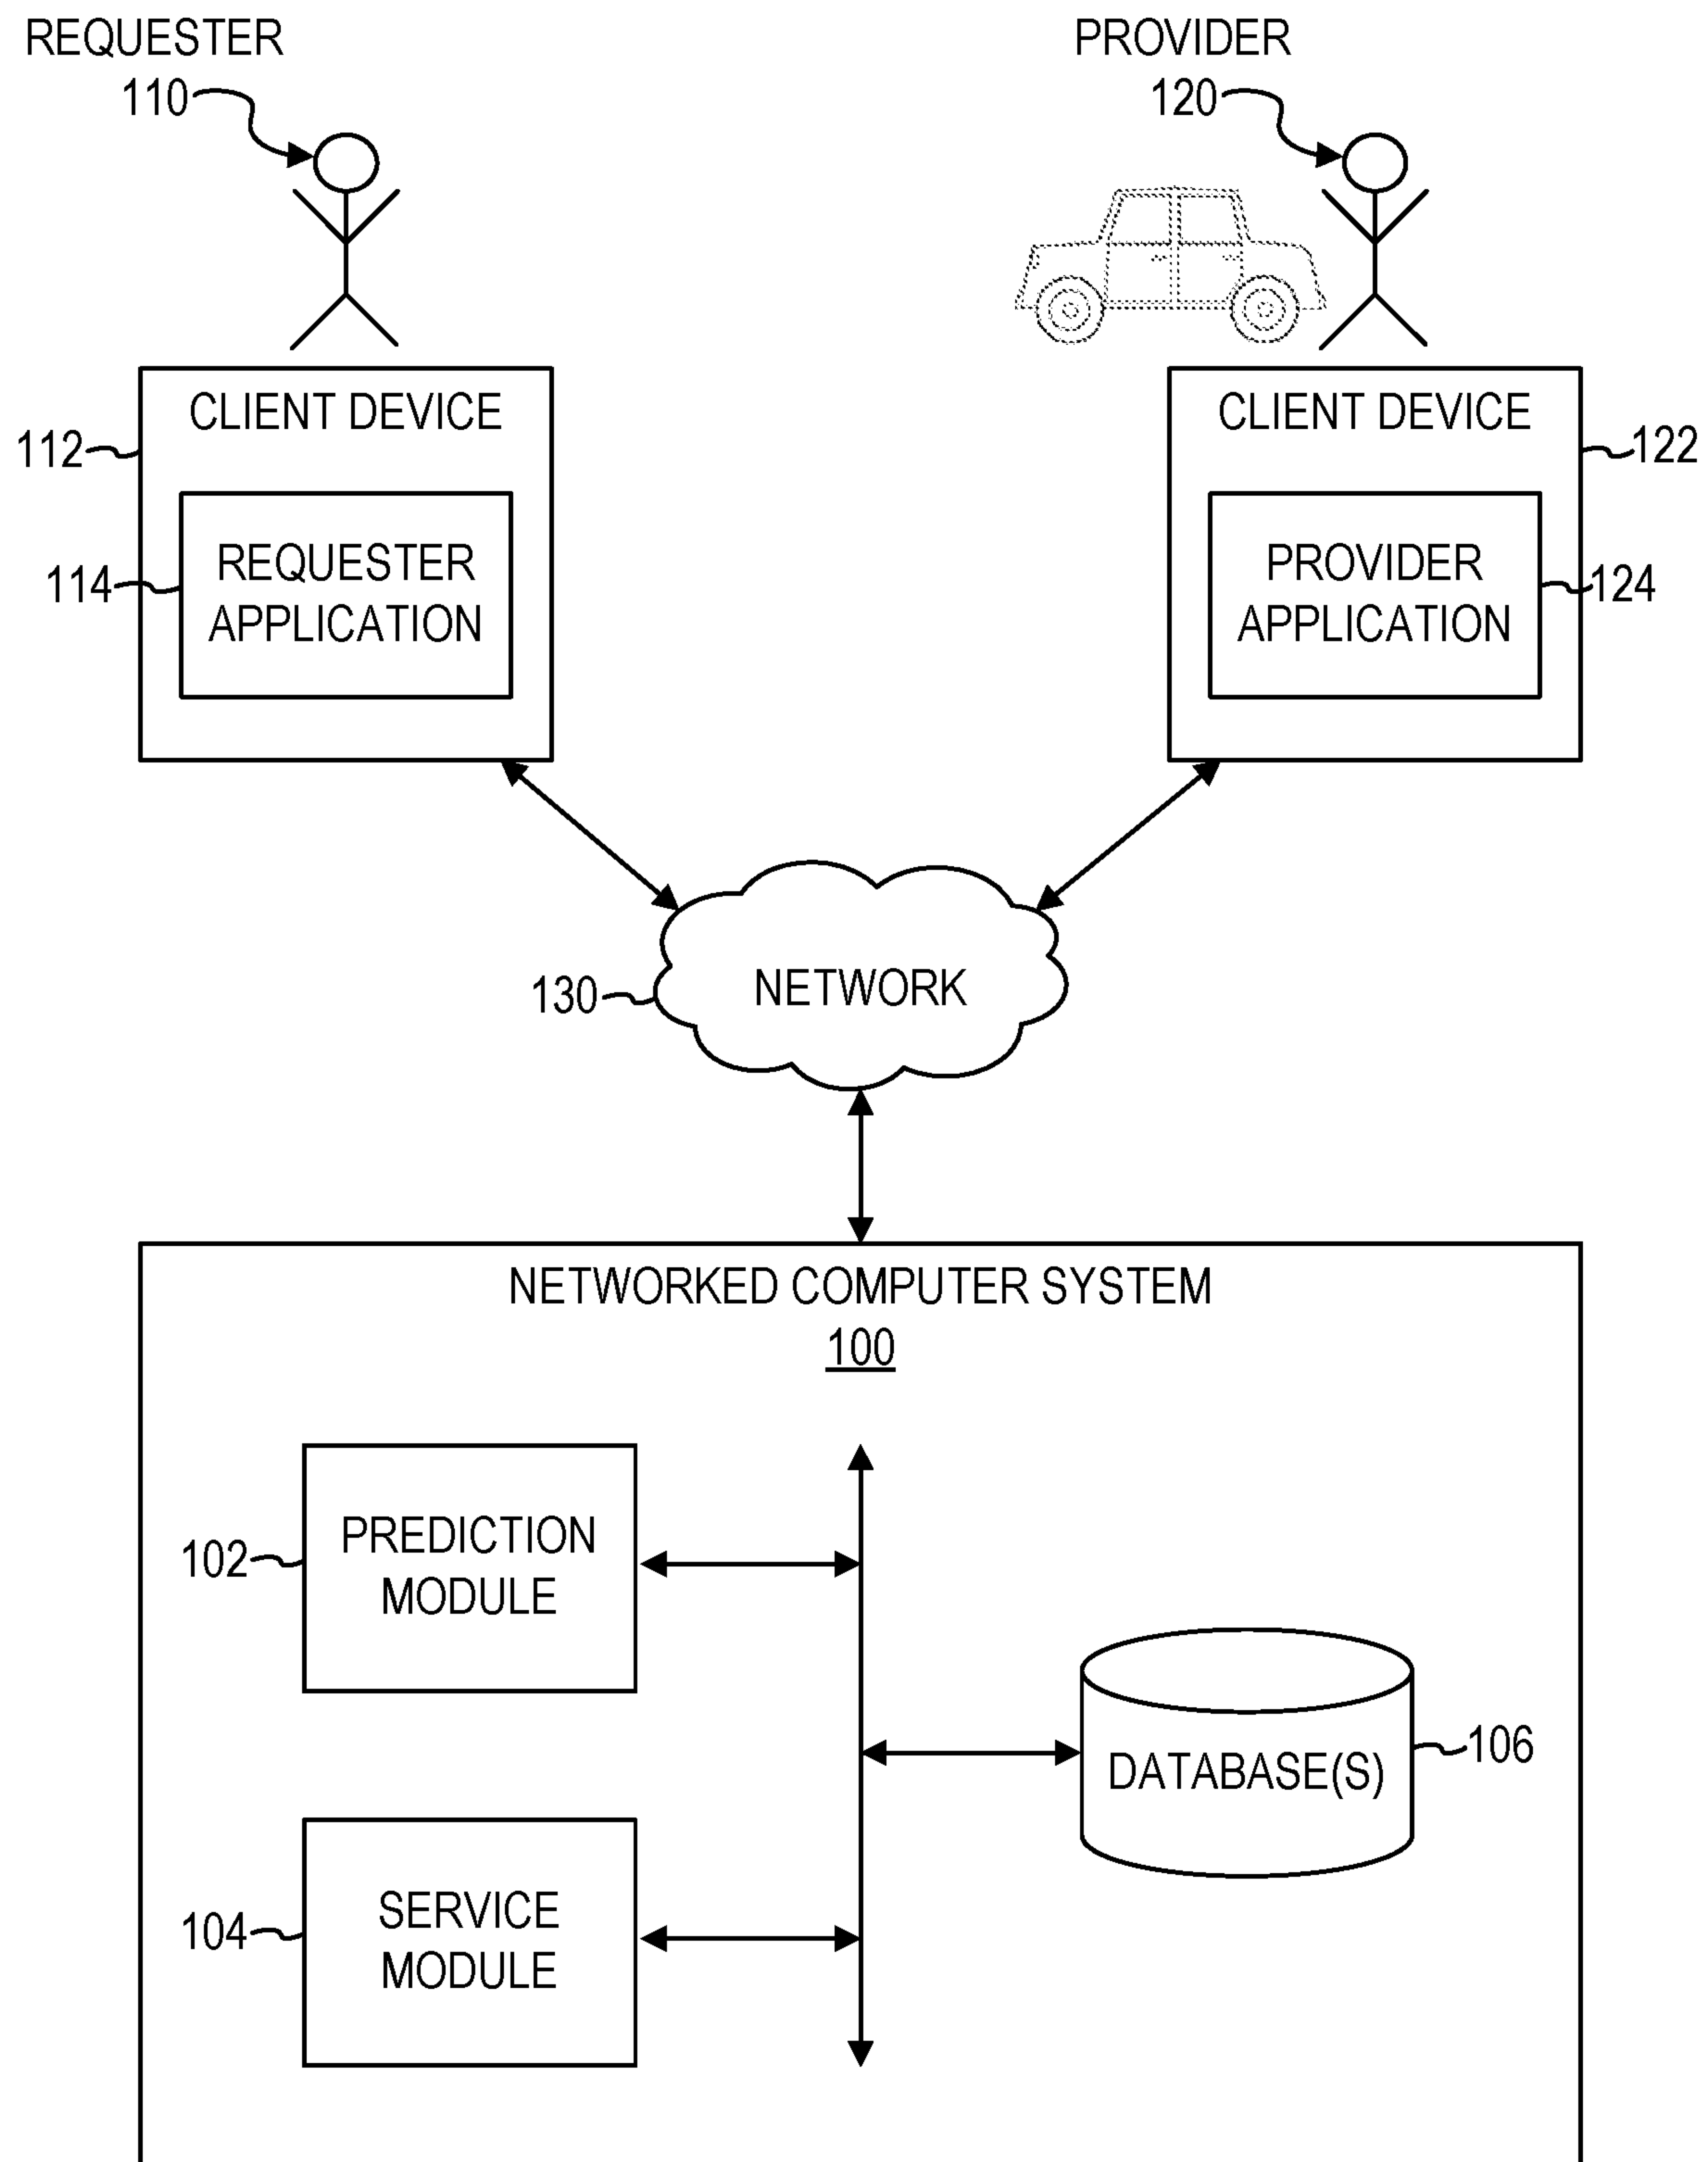 REQUESTER
110
PROVIDER
120
CLIENT DEVICE
112
REQUESTER
APPLICATION
114
CLIENT DEVICE
122
PROVIDER
APPLICATION
124
130
NETWORK
NETWORKED COMPUTER SYSTEM
100
102
PREDICTION
MODULE
DATABASE(S)
106
104
SERVICE
MODULE